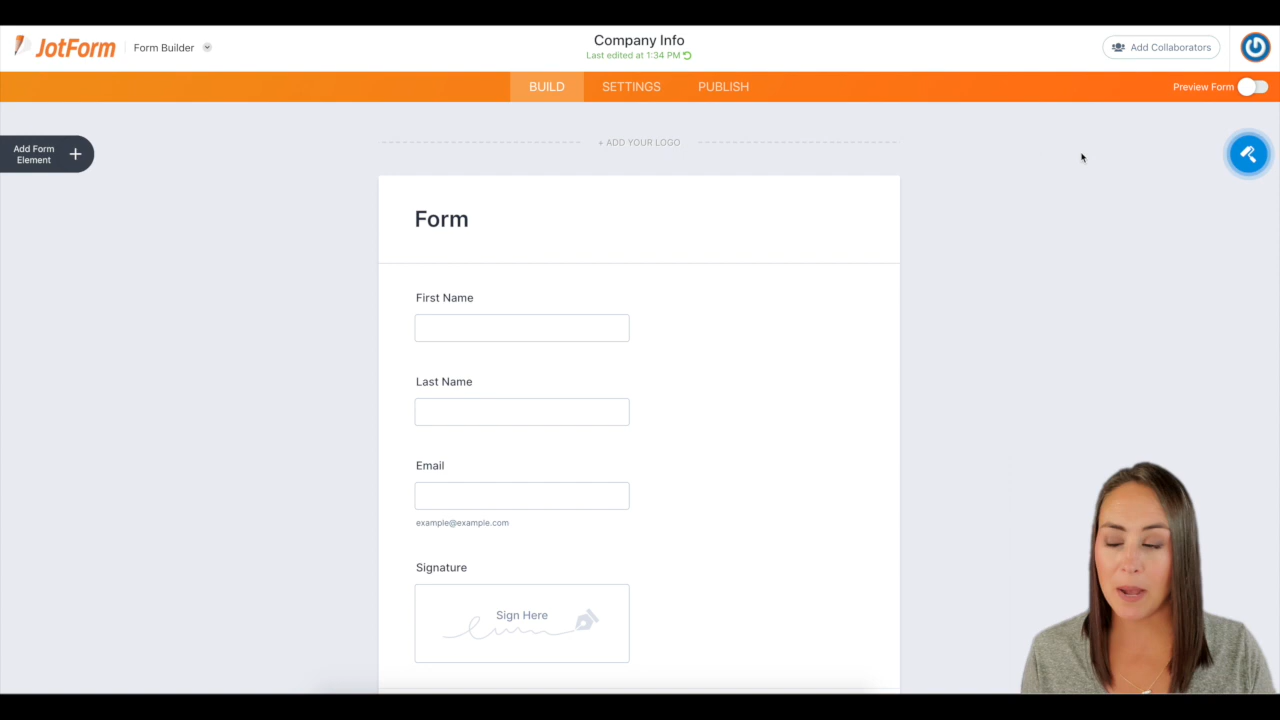 JotForm
Form Builder
Company Info
Last edited at 1:34 PM
Add Collaborators
BUILD
SETTINGS
PUBLISH
Preview Form
Add Form
Element
+ ADD YOUR LOGO
Form
First Name
Last Name
Email
example@example.com
Signature
Sign Here